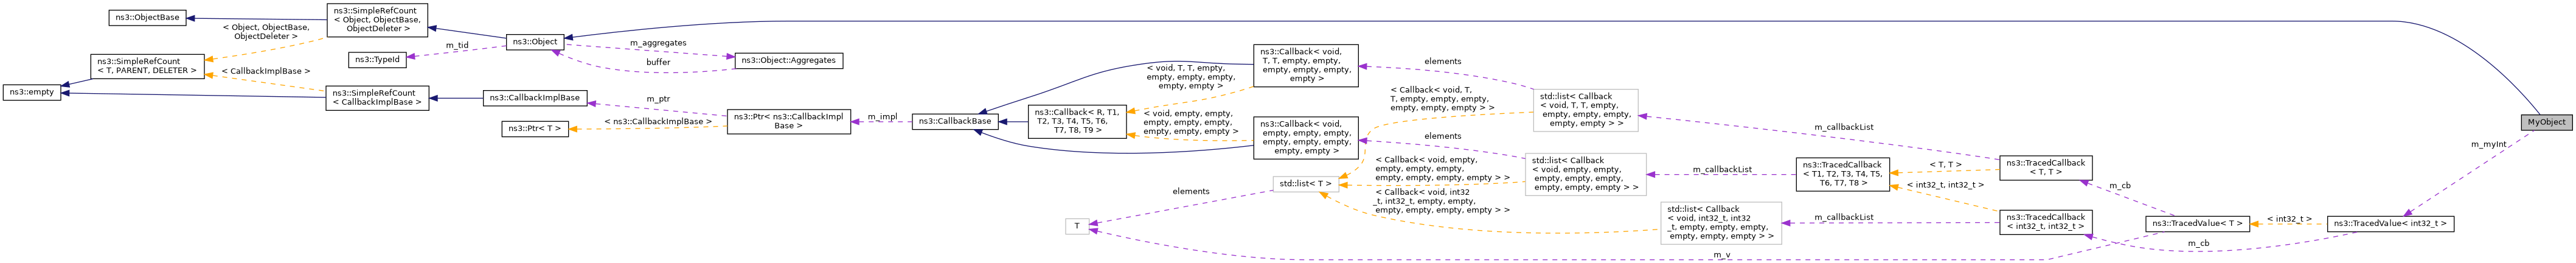 ns3::ObjectBase
ns3::SimpleRefCount
< Object, ObjectBase,
ObjectDeleter >
< Object, ObjectBase,
ObjectDeleter >
ns3::SimpleRefCount
< T, PARENT, DELETER >
ns3::empty
< CallbackImplBase >
ns3::TypeId
m_tid
ns3::SimpleRefCount
< CallbackImplBase >
ns3::Object
m_aggregates
buffer
ns3::Object::Aggregates
ns3::CallbackImplBase
m_ptr
ns3::Ptr< T >
< ns3::CallbackImplBase >
ns3::Ptr< ns3::CallbackImpl
Base >
m_impl
ns3::CallbackBase
< void, T, T, empty,
empty, empty, empty,
empty, empty >
ns3::Callback< R, T1,
T2, T3, T4, T5, T6,
T7, T8, T9 >
< void, empty, empty,
empty, empty, empty,
empty, empty, empty >
ns3::Callback< void,
T, T, empty, empty,
empty, empty, empty,
empty >
ns3::Callback< void,
empty, empty, empty,
empty, empty, empty,
empty, empty >
elements
< Callback< void, T,
T, empty, empty, empty,
empty, empty, empty > >
elements
std::list< Callback
< void, T, T, empty,
empty, empty, empty,
empty, empty > >
< Callback< void, empty,
empty, empty, empty,
empty, empty, empty, empty > >
std::list< Callback
< void, empty, empty,
empty, empty, empty,
empty, empty, empty > >
std::list< T >
< Callback< void, int32
_t, int32_t, empty, empty,
empty, empty, empty, empty > >
elements
T
std::list< Callback
< void, int32_t, int32
_t, empty, empty, empty,
empty, empty, empty > >
m_callbackList
m_callbackList
m_callbackList
ns3::TracedCallback
< T1, T2, T3, T4, T5,
T6, T7, T8 >
< T, T >
< int32_t, int32_t >
ns3::TracedCallback
< T, T >
ns3::TracedCallback
< int32_t, int32_t >
m_cb
m_cb
m_v
ns3::TracedValue< T >
< int32_t >
ns3::TracedValue< int32_t >
m_myInt
MyObject